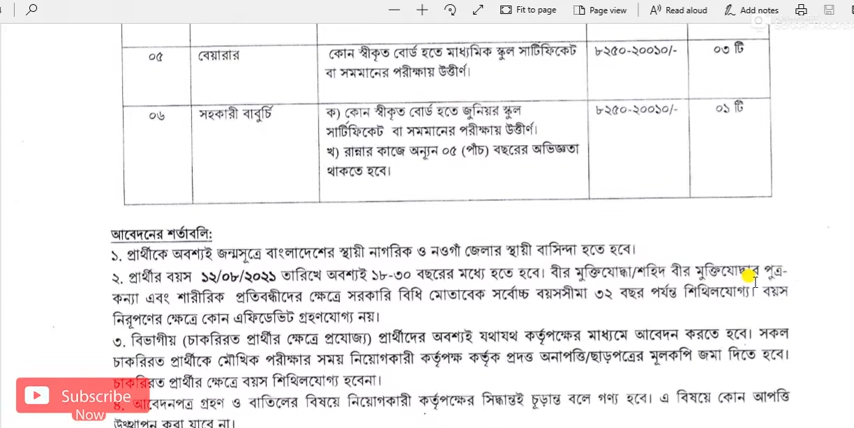 Fit to page
Page view
Read aloud
Add notes
০৫ বেয়ারার কোন স্বীকৃত বোর্ড হতে মাধ্যমিক স্কুল সার্টিফিকেট ৮২৫০-২০০১০/- ০৩ টি
বা সমমানের পরীক্ষায় উত্তীর্ণ।
০৬ সহকারী বাবুর্চি ক) কোন স্বীকৃত বোর্ড হতে জুনিয়র স্কুল ৮২৫০-২০০১০/- ০১ টি
সার্টিফিকেট বা সমমানের পরীক্ষায় উত্তীর্ণ।
খ) রান্নার কাজে অন্যূন ০৫ (পাঁচ) বছরের অভিজ্ঞতা
থাকতে হবে।
আবেদনের শর্তাবলি:
১. প্রার্থীকে অবশ্যই জন্মসূত্রে বাংলাদেশের স্থায়ী নাগরিক ও নওগাঁ জেলার স্থায়ী বাসিন্দা হতে হবে।
২. প্রার্থীর বয়স ১২/০৮/২০২১ তারিখে অবশ্যই ১৮-৩০ বছরের মধ্যে হতে হবে। বীর মুক্তিযোদ্ধা/শহিদ বীর মুক্তিযোদ্ধার পুত্র-
কন্যা এবং শারীরিক প্রতিবন্ধীদের ক্ষেত্রে সরকারি বিধি মোতাবেক সর্বোচ্চ বয়সসীমা ৩২ বছর পর্যন্ত শিথিলযোগ্য। বয়স
নিরূপণের ক্ষেত্রে কোন এফিডেভিট গ্রহণযোগ্য নয়।
৩. বিভাগীয় (চাকরিরত প্রার্থীর ক্ষেত্রে প্রযোজ্য) প্রার্থীদের অবশ্যই যথাযথ কর্তৃপক্ষের মাধ্যমে আবেদন করতে হবে। সকল
চাকরিরত প্রার্থীকে মৌখিক পরীক্ষার সময় নিয়োগকারী কর্তৃপক্ষ কর্তৃক প্রদত্ত অনাপত্তি/ছাড়পত্রের মূলকপি জমা দিতে হবে।
চাকরিরত প্রার্থীর ক্ষেত্রে বয়স শিথিলযোগ্য হবেনা।
৪. আবেদনপত্র গ্রহণ ও বাতিলের বিষয়ে নিয়োগকারী কর্তৃপক্ষের সিদ্ধান্তই চূড়ান্ত বলে গণ্য হবে। এ বিষয়ে কোন আপত্তি
উত্থাপন করা যাবে না।
Subscribe
Now